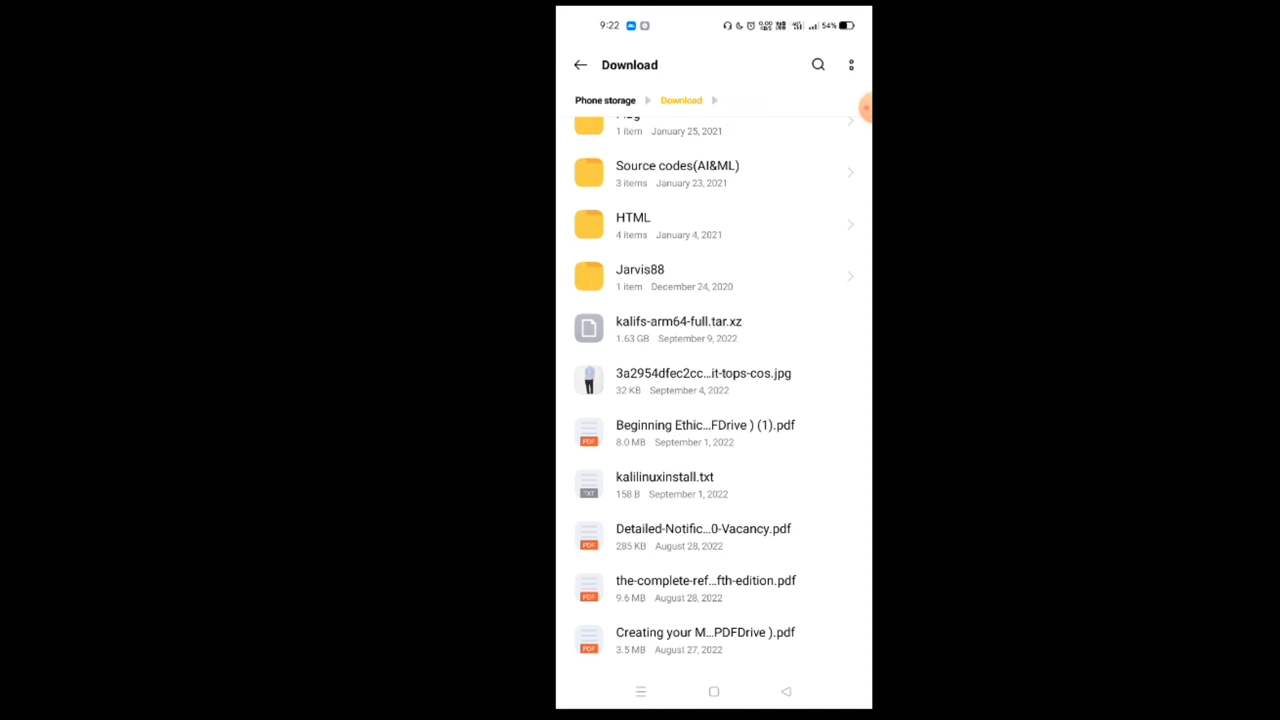 9:22 54%
Download
Phone storage Download
1 item January 25, 2021
Source codes(AI&ML)
3 items January 23, 2021
HTML
4 items January 4, 2021
Jarvis88
1 item December 24, 2020
kalifs-arm64-full.tar.xz
1.63 GB September 9, 2022
3a2954dfec2cc...it-tops-cos.jpg
32 KB September 4, 2022
Beginning Ethic...FDrive ) (1).pdf
PDF
8.0 MB September 1, 2022
kalilinuxinstall.txt
TXT
158 B September 1, 2022
Detailed-Notific...0-Vacancy.pdf
PDF
285 KB August 28, 2022
the-complete-ref...fth-edition.pdf
PDF
9.6 MB August 28, 2022
Creating your M...PDFDrive ).pdf
PDF
3.5 MB August 27, 2022